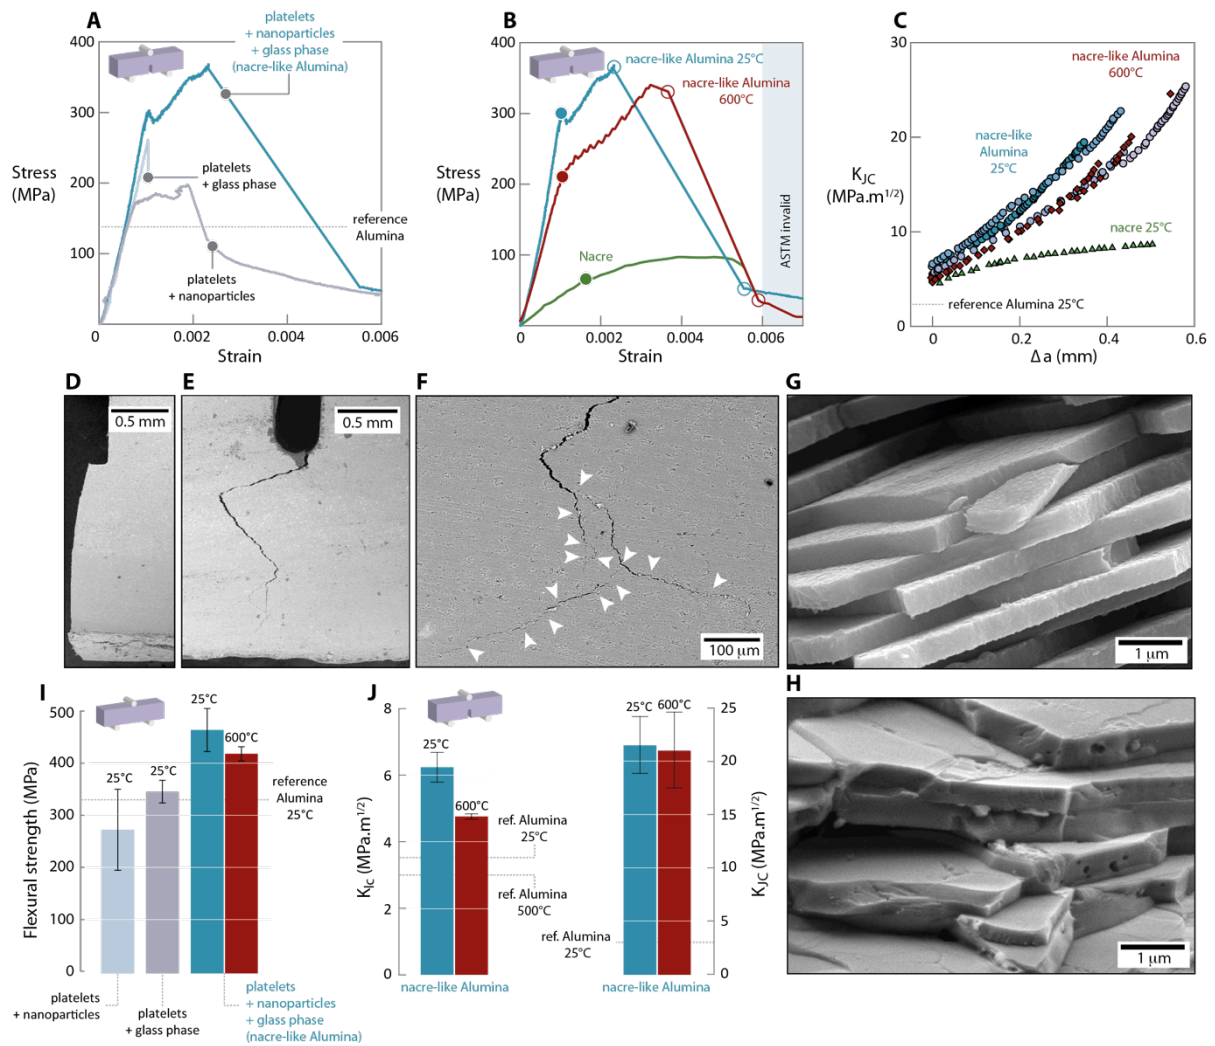 A
platelets
+ nanoparticles
+ glass phase
(nacre-like Alumina)
400
300
200
100
Stress
(MPa)
platelets
+ glass phase
reference
Alumina
platelets
+ nanoparticles
0
0.002
0.004
0.006
Strain
B
400
300
200
100
0
Stress
(MPa)
nacre-like Alumina 25°C
nacre-like Alumina
600°C
Nacre
ASTM invalid
0
0.002
0.004
0.006
Strain
C
30
20
10
0
K_JC
(MPa.m^1/2)
nacre-like Alumina
600°C
nacre-like
Alumina
25°C
nacre 25°C
reference Alumina 25°C
0
0.2
0.4
0.6
Δ a (mm)
D
0.5 mm
E
0.5 mm
F
100 µm
G
1 µm
H
1 µm
I
500
400
300
200
100
0
Flexural strength (MPa)
25°C
25°C
25°C
600°C
reference
Alumina
25°C
platelets
+ nanoparticles
platelets
+ glass phase
platelets
+ nanoparticles
+ glass phase
(nacre-like Alumina)
J
8
6
4
2
0
K_Ic (MPa.m^1/2)
25°C
600°C
ref. Alumina
25°C
ref. Alumina
500°C
ref. Alumina
25°C
25°C
600°C
25
20
15
10
5
0
K_JC (MPa.m^1/2)
nacre-like Alumina
nacre-like Alumina